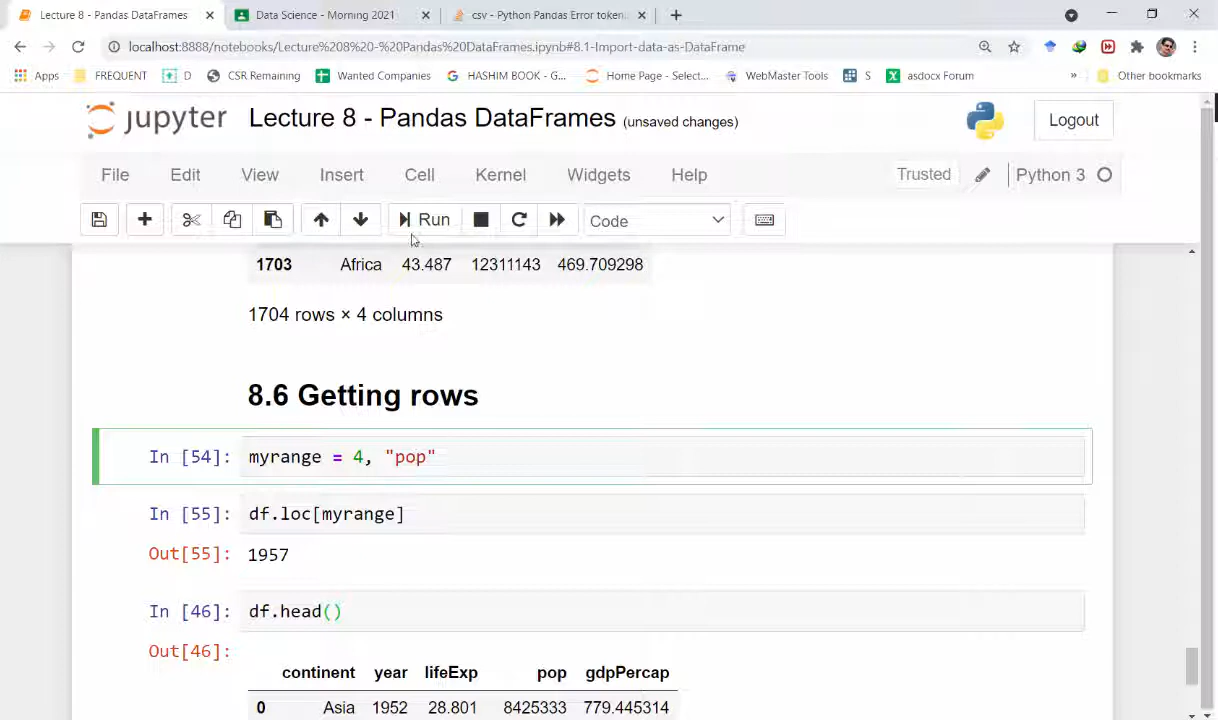 Lecture 8 - Pandas DataFrames
Data Science - Morning 2021
csv - Python Pandas Error token
localhost:8888/notebooks/Lecture%208%20-%20Pandas%20DataFrames.ipynb#8.1-Import-data-as-DataFrame
Apps FREQUENT D CSR Remaining Wanted Companies HASHIM BOOK - G... Home Page - Select... WebMaster Tools S asdocx Forum » Other bookmarks
jupyter Lecture 8 - Pandas DataFrames (unsaved changes) Logout
File Edit View Insert Cell Kernel Widgets Help Trusted Python 3
Run Code
1703 Africa 43.487 12311143 469.709298
1704 rows × 4 columns
8.6 Getting rows
In [54]: myrange = 4, "pop"
In [55]: df.loc[myrange]
Out[55]: 1957
In [46]: df.head()
Out[46]:
continent year lifeExp pop gdpPercap
0 Asia 1952 28.801 8425333 779.445314